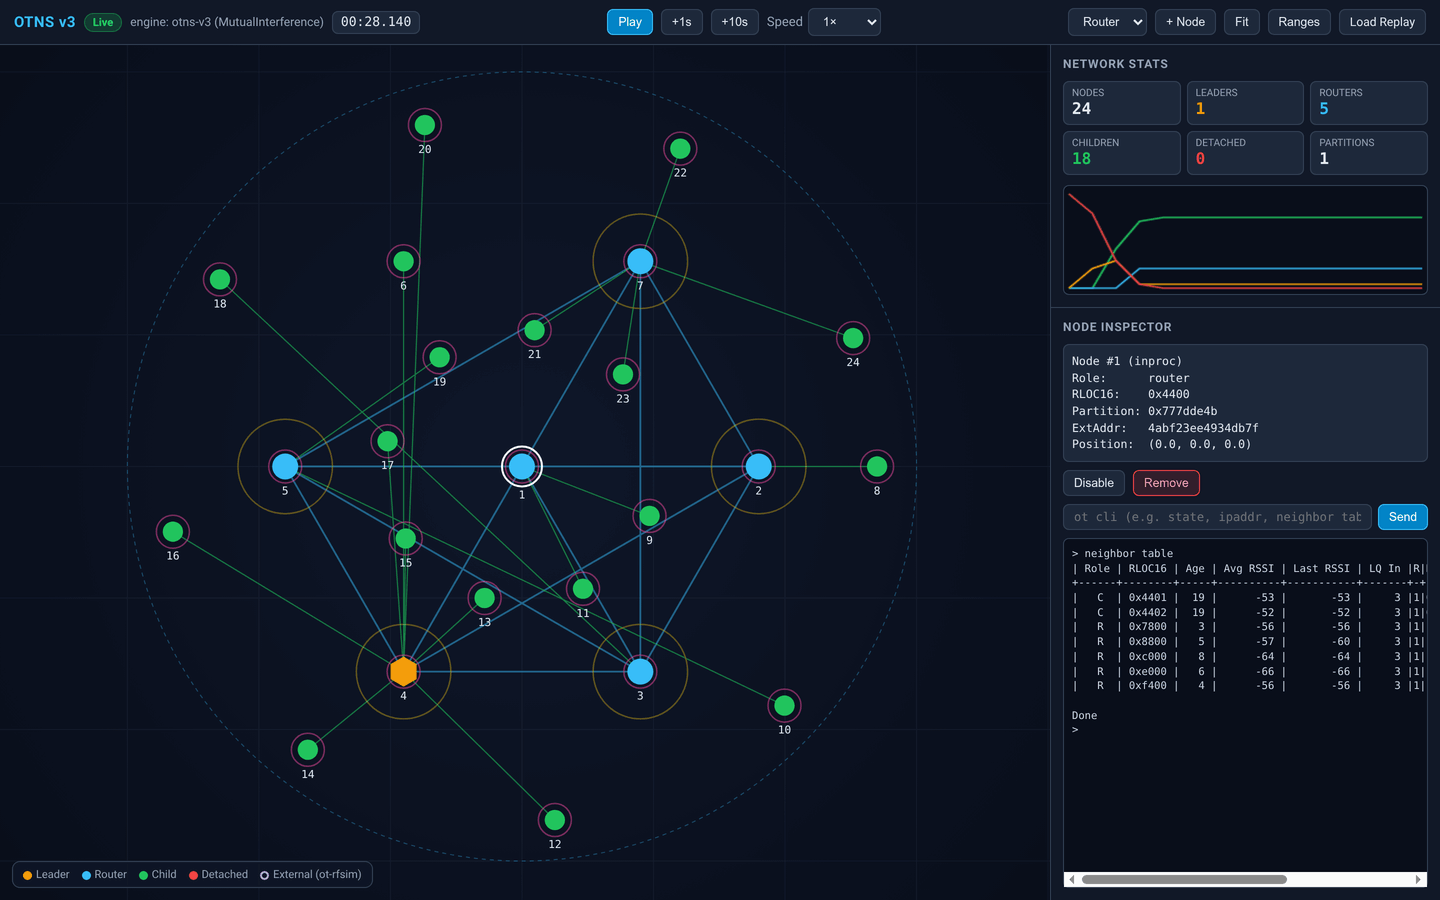 OTNS v3 Live engine: otns-v3 (MutualInterference) 00:28.140 Play +1s +10s Speed 1× Router + Node Fit Ranges Load Replay
20
22
6
7
18
21
24
19
23
17
5
1
2
8
9
16
15
11
13
4
3
10
14
12
Leader Router Child Detached External (ot-rfsim)
NETWORK STATS
NODES LEADERS ROUTERS
24 1 5
CHILDREN DETACHED PARTITIONS
18 0 1
NODE INSPECTOR
Node #1 (inproc)
Role: router
RLOC16: 0x4400
Partition: 0x777dde4b
ExtAddr: 4abf23ee4934db7f
Position: (0.0, 0.0, 0.0)
Disable Remove
ot cli (e.g. state, ipaddr, neighbor tat Send
> neighbor table
| Role | RLOC16 | Age | Avg RSSI | Last RSSI | LQ In |R|
+------+--------+-----+----------+-----------+-------+-+
| C | 0x4401 | 19 | -53 | -53 | 3 |1|
| C | 0x4402 | 19 | -52 | -52 | 3 |1|
| R | 0x7800 | 3 | -56 | -56 | 3 |1|
| R | 0x8800 | 5 | -57 | -60 | 3 |1|
| R | 0xc000 | 8 | -64 | -64 | 3 |1|
| R | 0xe000 | 6 | -66 | -66 | 3 |1|
| R | 0xf400 | 4 | -56 | -56 | 3 |1|
Done
>